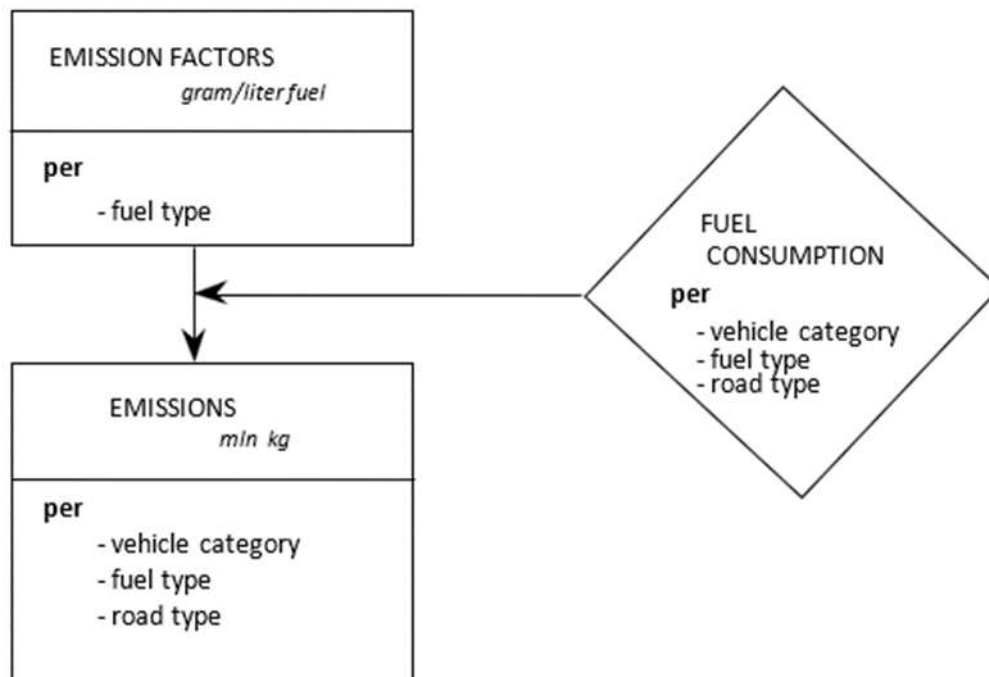 EMISSION FACTORS
gram/liter fuel
per
- fuel type
FUEL
CONSUMPTION
per
- vehicle category
- fuel type
- road type
EMISSIONS
mln kg
per
- vehicle category
- fuel type
- road type